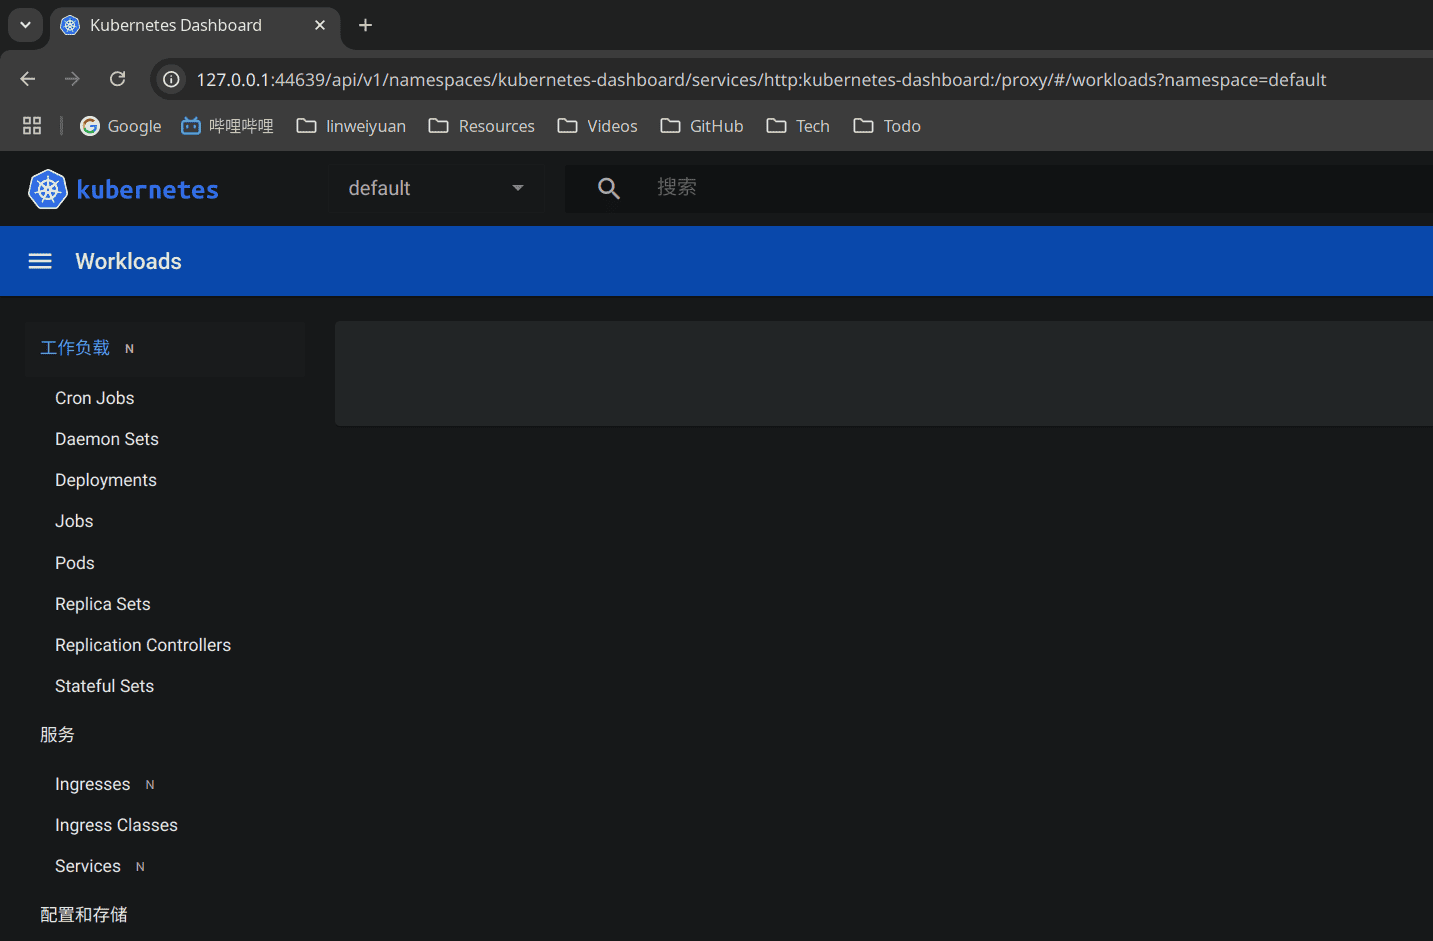 Kubernetes Dashboard
127.0.0.1:44639/api/v1/namespaces/kubernetes-dashboard/services/http:kubernetes-dashboard:/proxy/#/workloads?namespace=default
Google 哔哩哔哩 linweiyuan Resources Videos GitHub Tech Todo
kubernetes default 搜索
Workloads
工作负载 N
Cron Jobs
Daemon Sets
Deployments
Jobs
Pods
Replica Sets
Replication Controllers
Stateful Sets
服务
Ingresses N
Ingress Classes
Services N
配置和存储